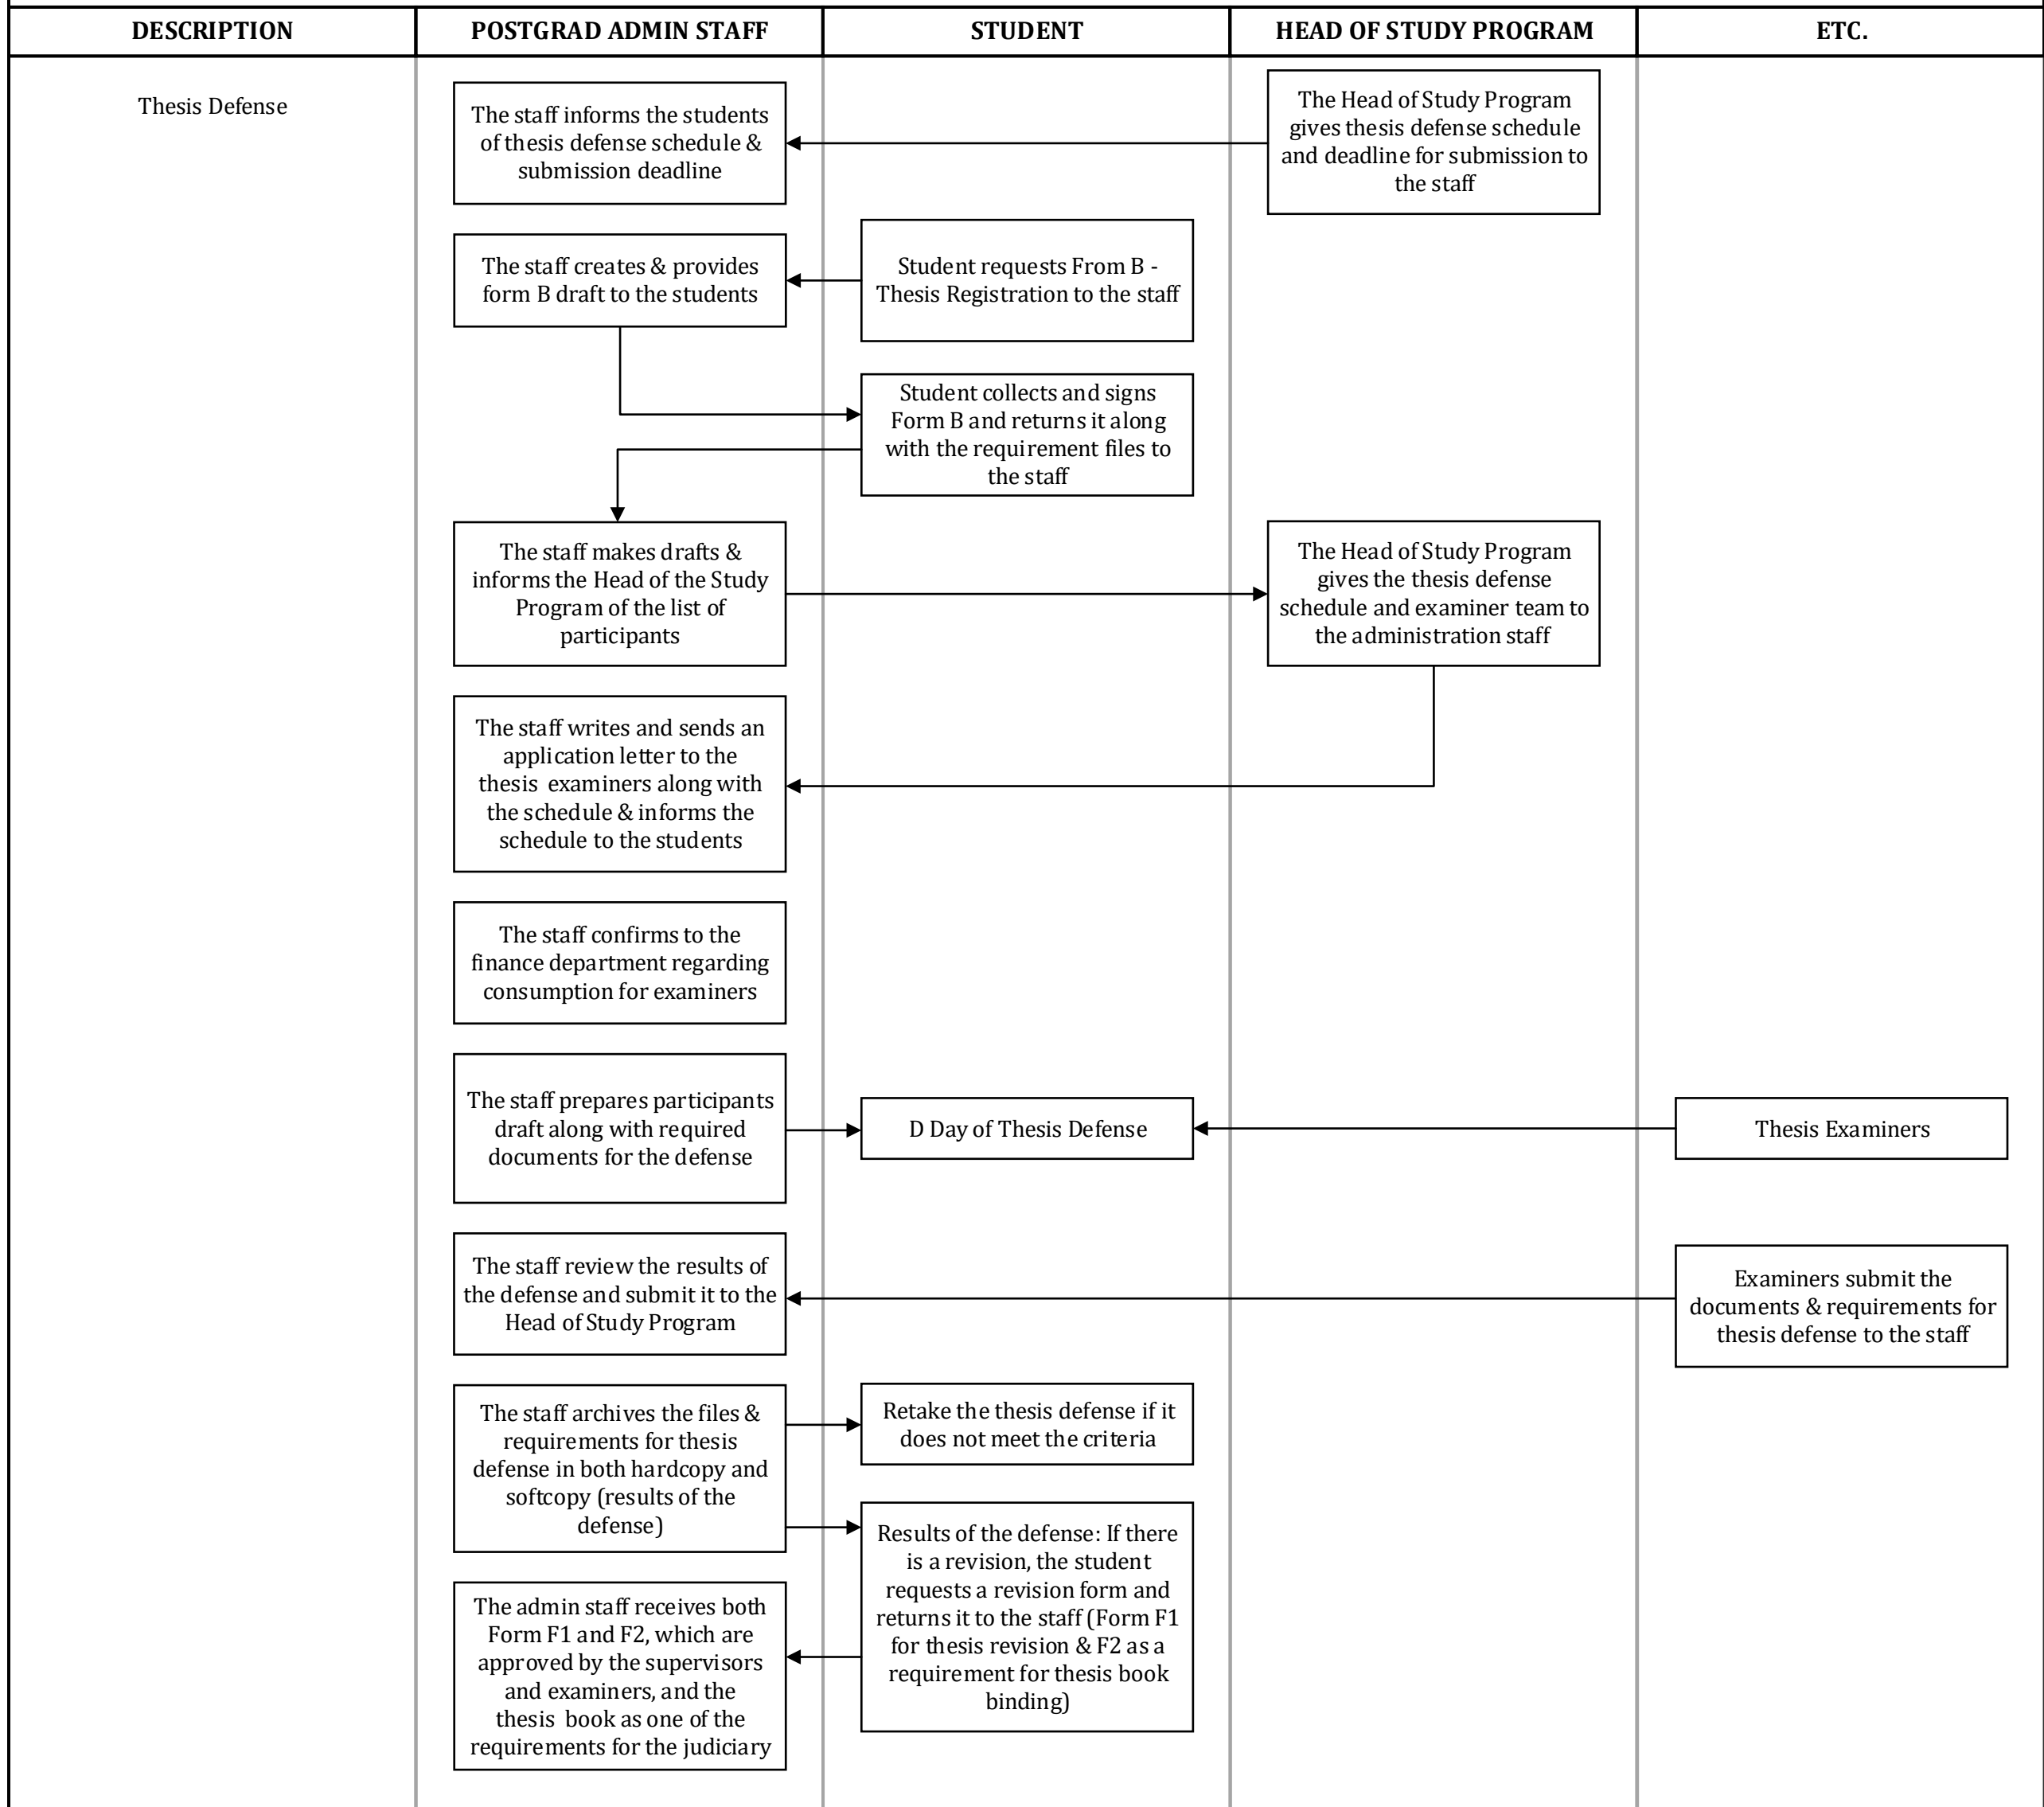 DESCRIPTION
POSTGRAD ADMIN STAFF
STUDENT
HEAD OF STUDY PROGRAM
ETC.
Thesis Defense
The staff informs the students
of thesis defense schedule &
submission deadline
The Head of Study Program
gives thesis defense schedule
and deadline for submission to
the staff
The staff creates & provides
form B draft to the students
Student requests From B -
Thesis Registration to the staff
Student collects and signs
Form B and returns it along
with the requirement files to
the staff
The staff makes drafts &
informs the Head of the Study
Program of the list of
participants
The Head of Study Program
gives the thesis defense
schedule and examiner team to
the administration staff
The staff writes and sends an
application letter to the
thesis examiners along with
the schedule & informs the
schedule to the students
The staff confirms to the
finance department regarding
consumption for examiners
The staff prepares participants
draft along with required
documents for the defense
D Day of Thesis Defense
Thesis Examiners
The staff review the results of
the defense and submit it to the
Head of Study Program
Examiners submit the
documents & requirements for
thesis defense to the staff
The staff archives the files &
requirements for thesis
defense in both hardcopy and
softcopy (results of the
defense)
Retake the thesis defense if it
does not meet the criteria
Results of the defense: If there
is a revision, the student
requests a revision form and
returns it to the staff (Form F1
for thesis revision & F2 as a
requirement for thesis book
binding)
The admin staff receives both
Form F1 and F2, which are
approved by the supervisors
and examiners, and the
thesis book as one of the
requirements for the judiciary